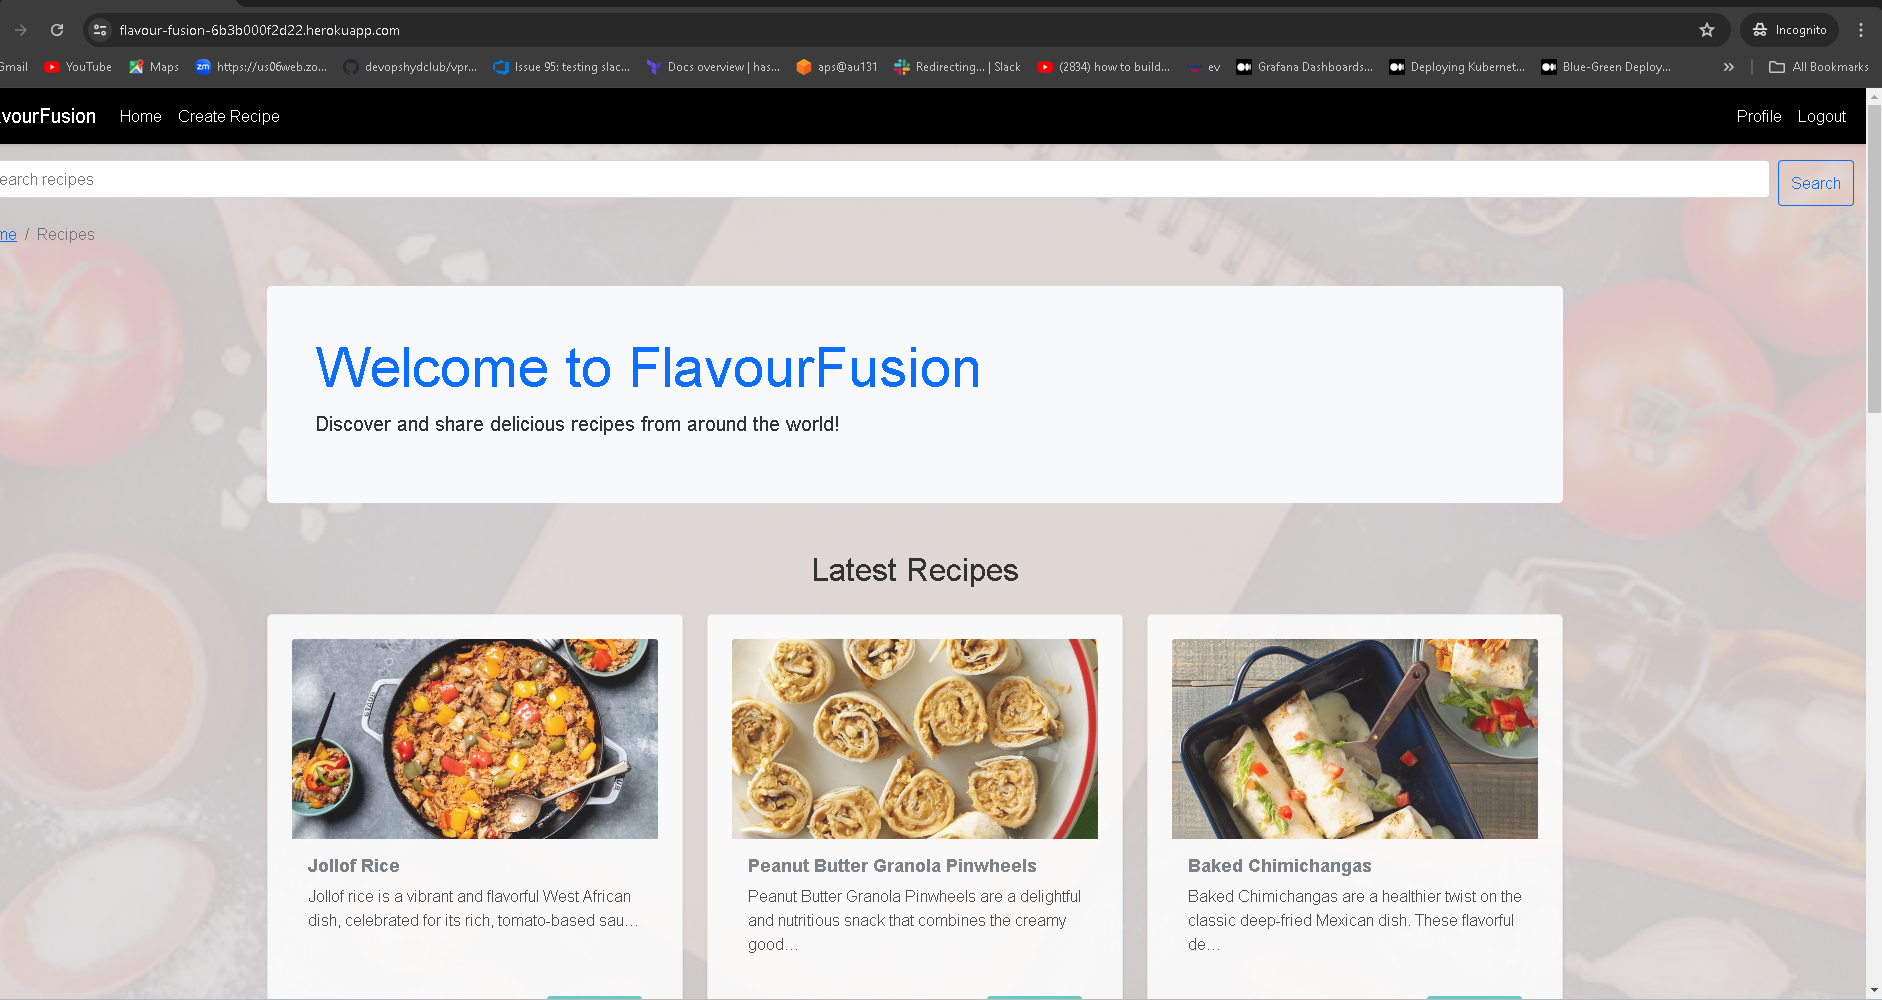 flavour-fusion-6b3b000f2d22.herokuapp.com
Incognito
Gmail YouTube Maps https://us06web.zo... devopshydclub/vpr... Issue 95: testing slac... Docs overview | has... aps@au131 Redirecting... | Slack (2834) how to build... ev Grafana Dashboards... Deploying Kubernet... Blue-Green Deploy... » All Bookmarks
avourFusion Home Create Recipe Profile Logout
earch recipes Search
me / Recipes
Welcome to FlavourFusion
Discover and share delicious recipes from around the world!
Latest Recipes
STAUB
Jollof Rice
Jollof rice is a vibrant and flavorful West African
dish, celebrated for its rich, tomato-based sau…
Peanut Butter Granola Pinwheels
Peanut Butter Granola Pinwheels are a delightful
and nutritious snack that combines the creamy
good…
Baked Chimichangas
Baked Chimichangas are a healthier twist on the
classic deep-fried Mexican dish. These flavorful
de…